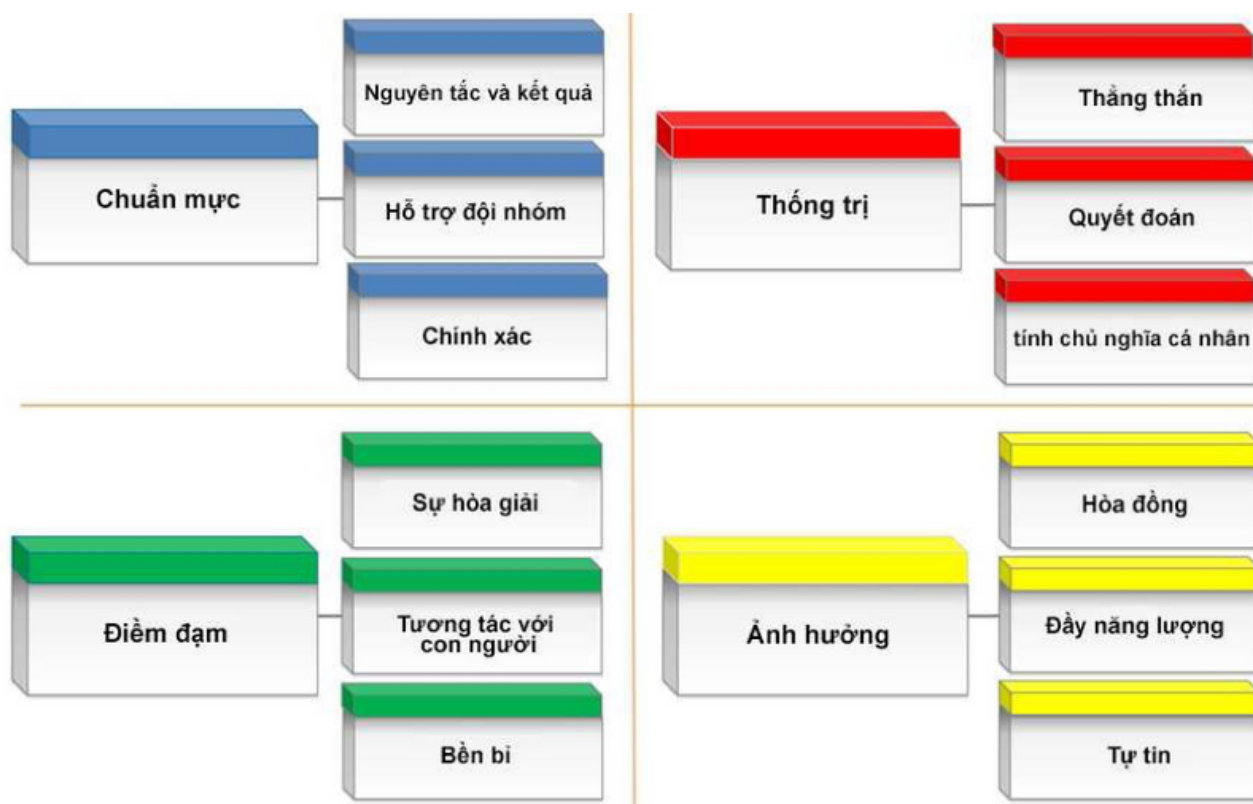 Chuẩn mực
Nguyên tắc và kết quả
Hỗ trợ đội nhóm
Chính xác
Thống trị
Thẳng thắn
Quyết đoán
tính chủ nghĩa cá nhân
Điềm đạm
Sự hòa giải
Tương tác với
con người
Bền bỉ
Ảnh hưởng
Hòa đồng
Đầy năng lượng
Tự tin